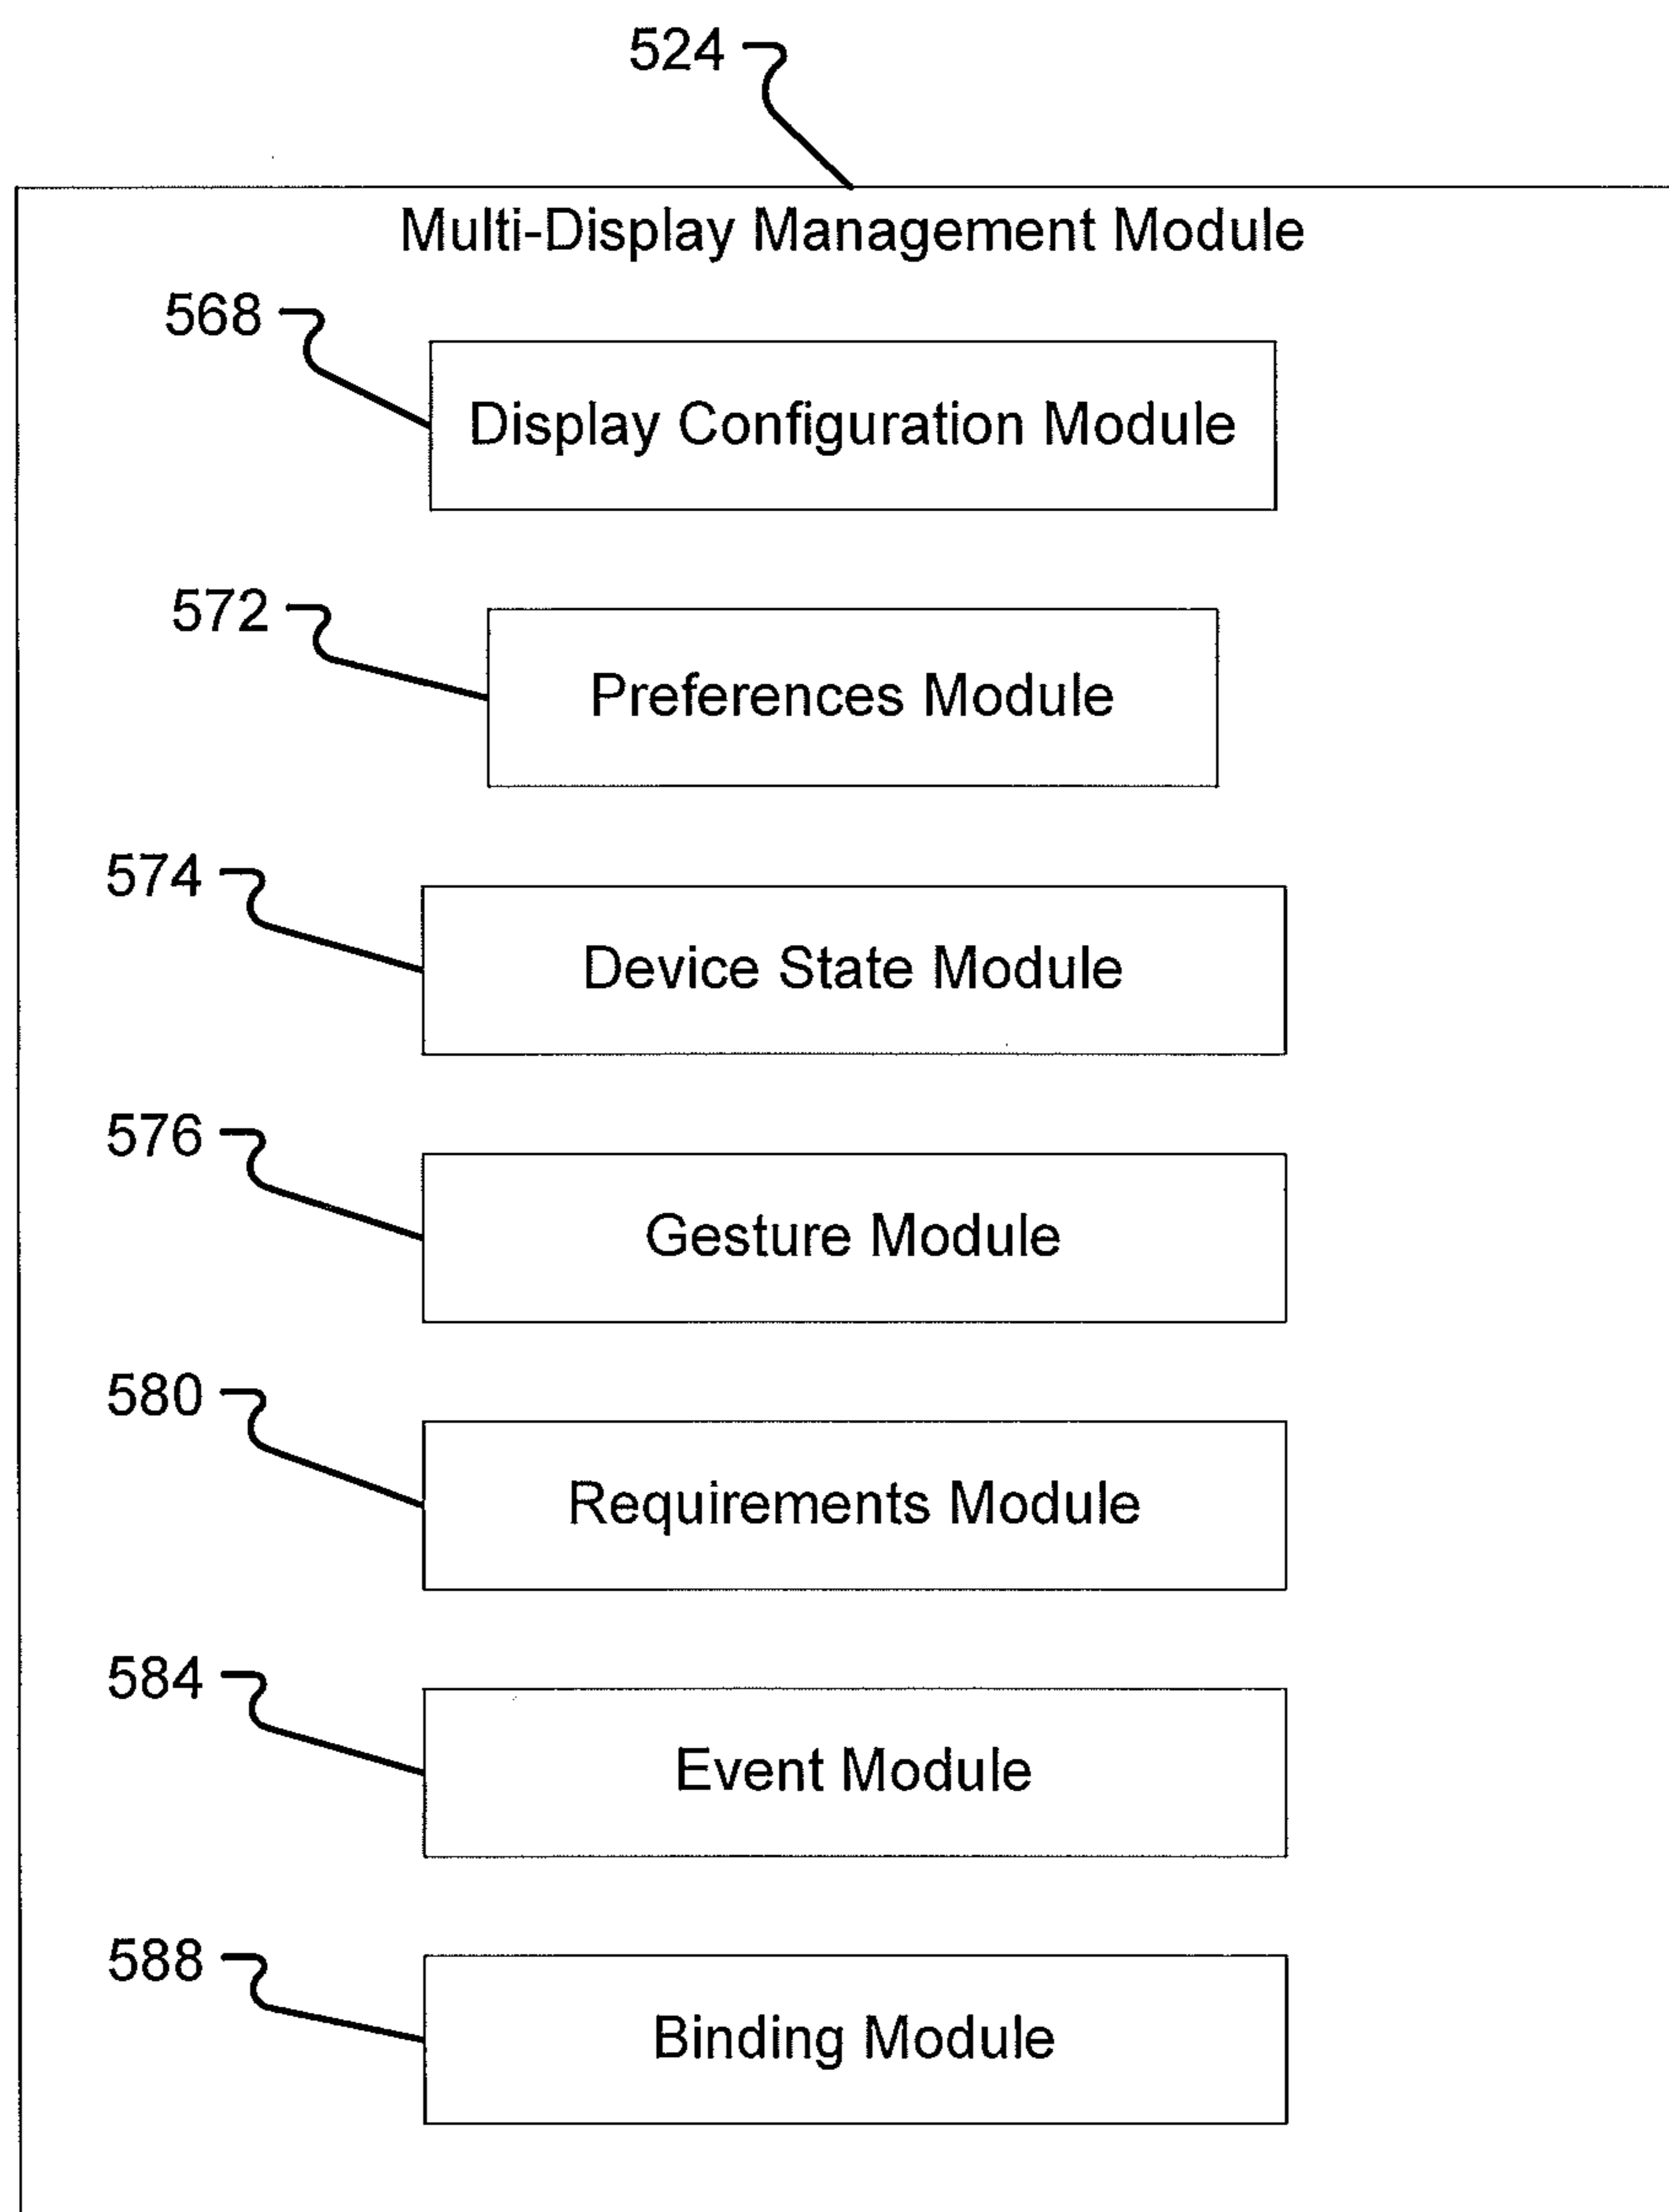 524
Multi-Display Management Module
568
Display Configuration Module
572
Preferences Module
574
Device State Module
576
Gesture Module
580
Requirements Module
584
Event Module
588
Binding Module